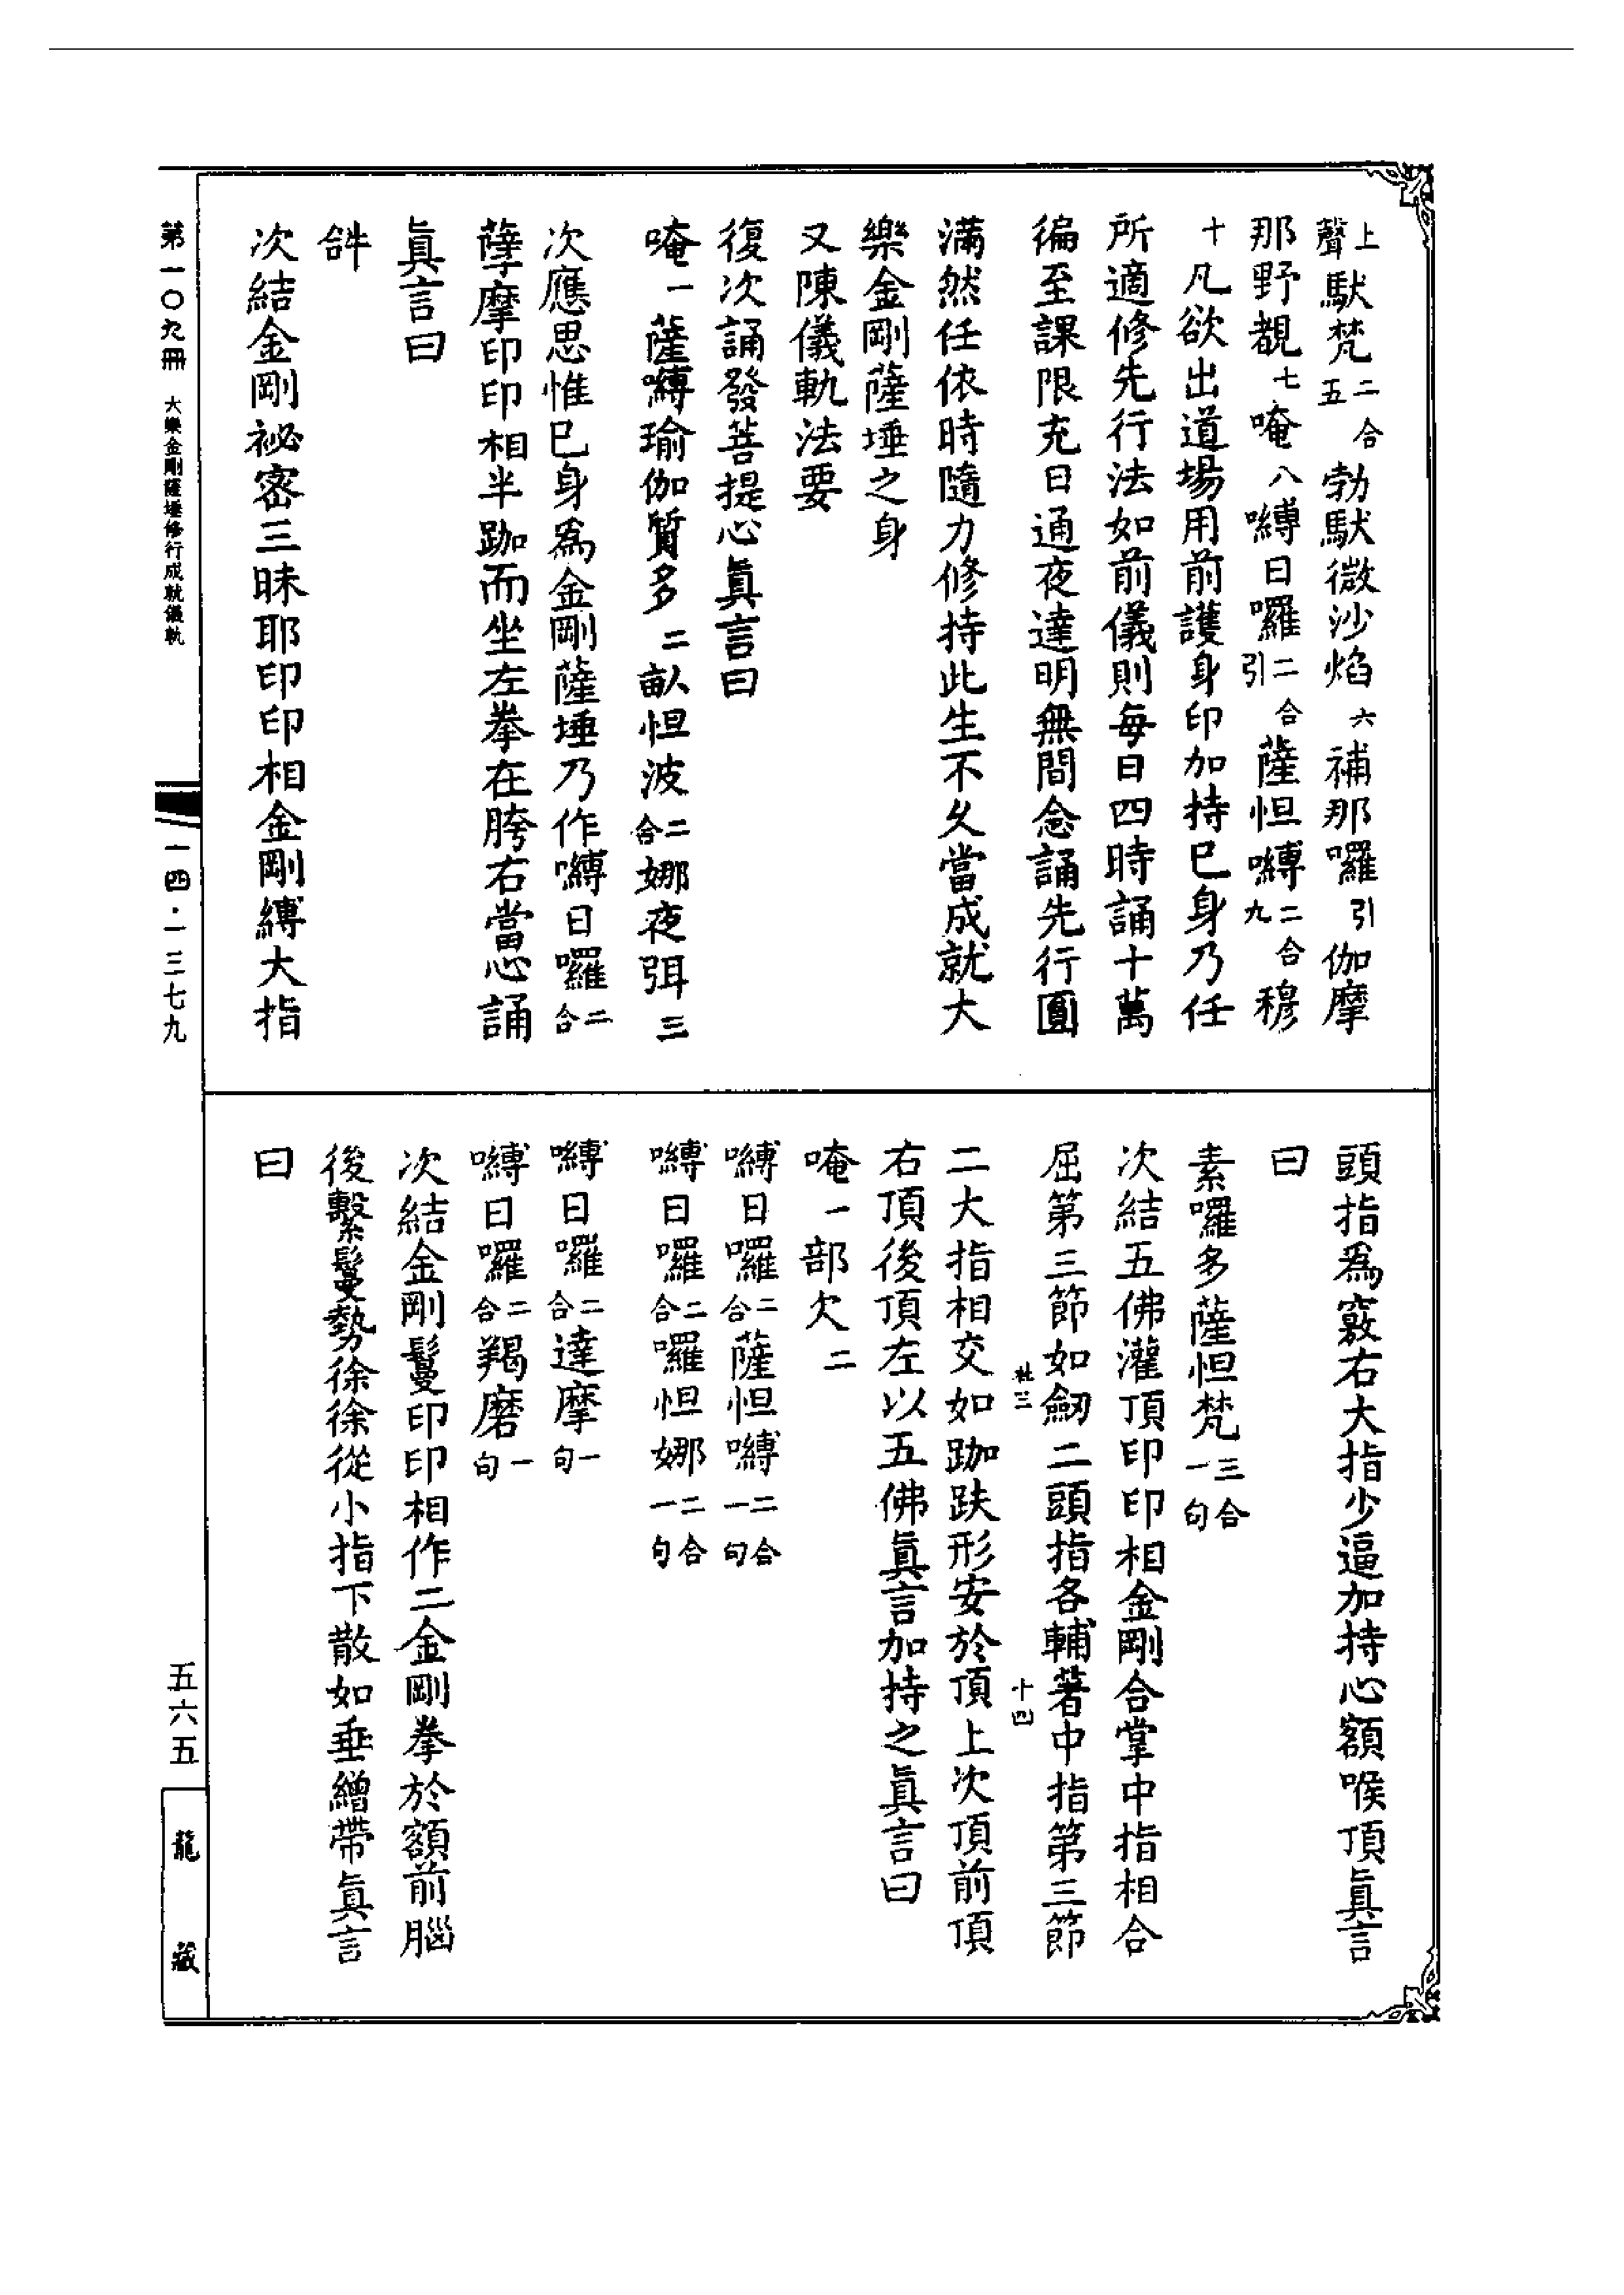 上聲馱梵二合五勃馱微沙焰六補那囉引伽摩
那野覩七唵八嚩日囉二合引薩怛嚩二合九穆
十凡欲出道場用前護身印加持已身乃任
所適修先行法如前儀則每日四時誦十萬
徧至課限充日通夜達明無間念誦先行圓
滿然任依時隨力修持此生不久當成就大
樂金剛薩埵之身
又陳儀軌法要
復次誦發菩提心眞言曰
唵一薩嚩瑜伽質多二畝怛波二合娜夜弭三
次應思惟已身爲金剛薩埵乃作嚩日囉二合
薩摩印印相半跏而坐左拳在胯右當心誦
眞言曰
斛
次結金剛祕密三昧耶印印相金剛縛大指
頭指爲竅右大指少逼加持心額喉頂眞言
曰
素囉多薩怛梵三合一句
次結五佛灌頂印印相金剛合掌中指相合
屈第三節如劒二頭指各輔著中指第三節
十四
二大指相交如跏趺形安於頂上次頂前頂
右頂後頂左以五佛眞言加持之眞言曰
唵一部欠二
嚩日囉二合薩怛嚩二合一句
嚩日囉二合囉怛娜二合一句
嚩日囉二合達摩一句
嚩日囉二合羯磨一句
次結金剛鬘印印相作二金剛拳於額前腦
後繫鬘勢徐徐從小指下散如垂繒帶眞言
曰
第一〇九冊 大樂金剛薩埵修行成就儀軌
一四·一三七九
五六五
龍藏